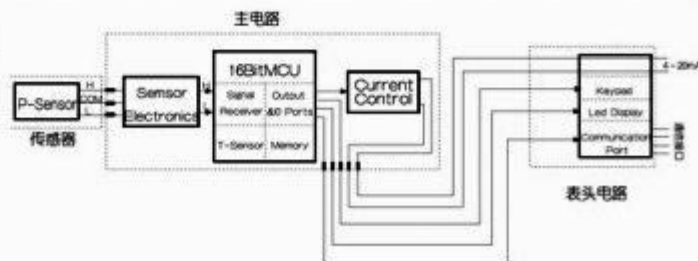 主电路
16BitMCU
Signal Output
Receiver &IO Ports
T-Sensor Memory
Semsor
Electronics
Current
Control
H
COM
L
P-Sensor
传感器
H
4-20mA
Keypad
Led Display
Communication
Port
表头电路